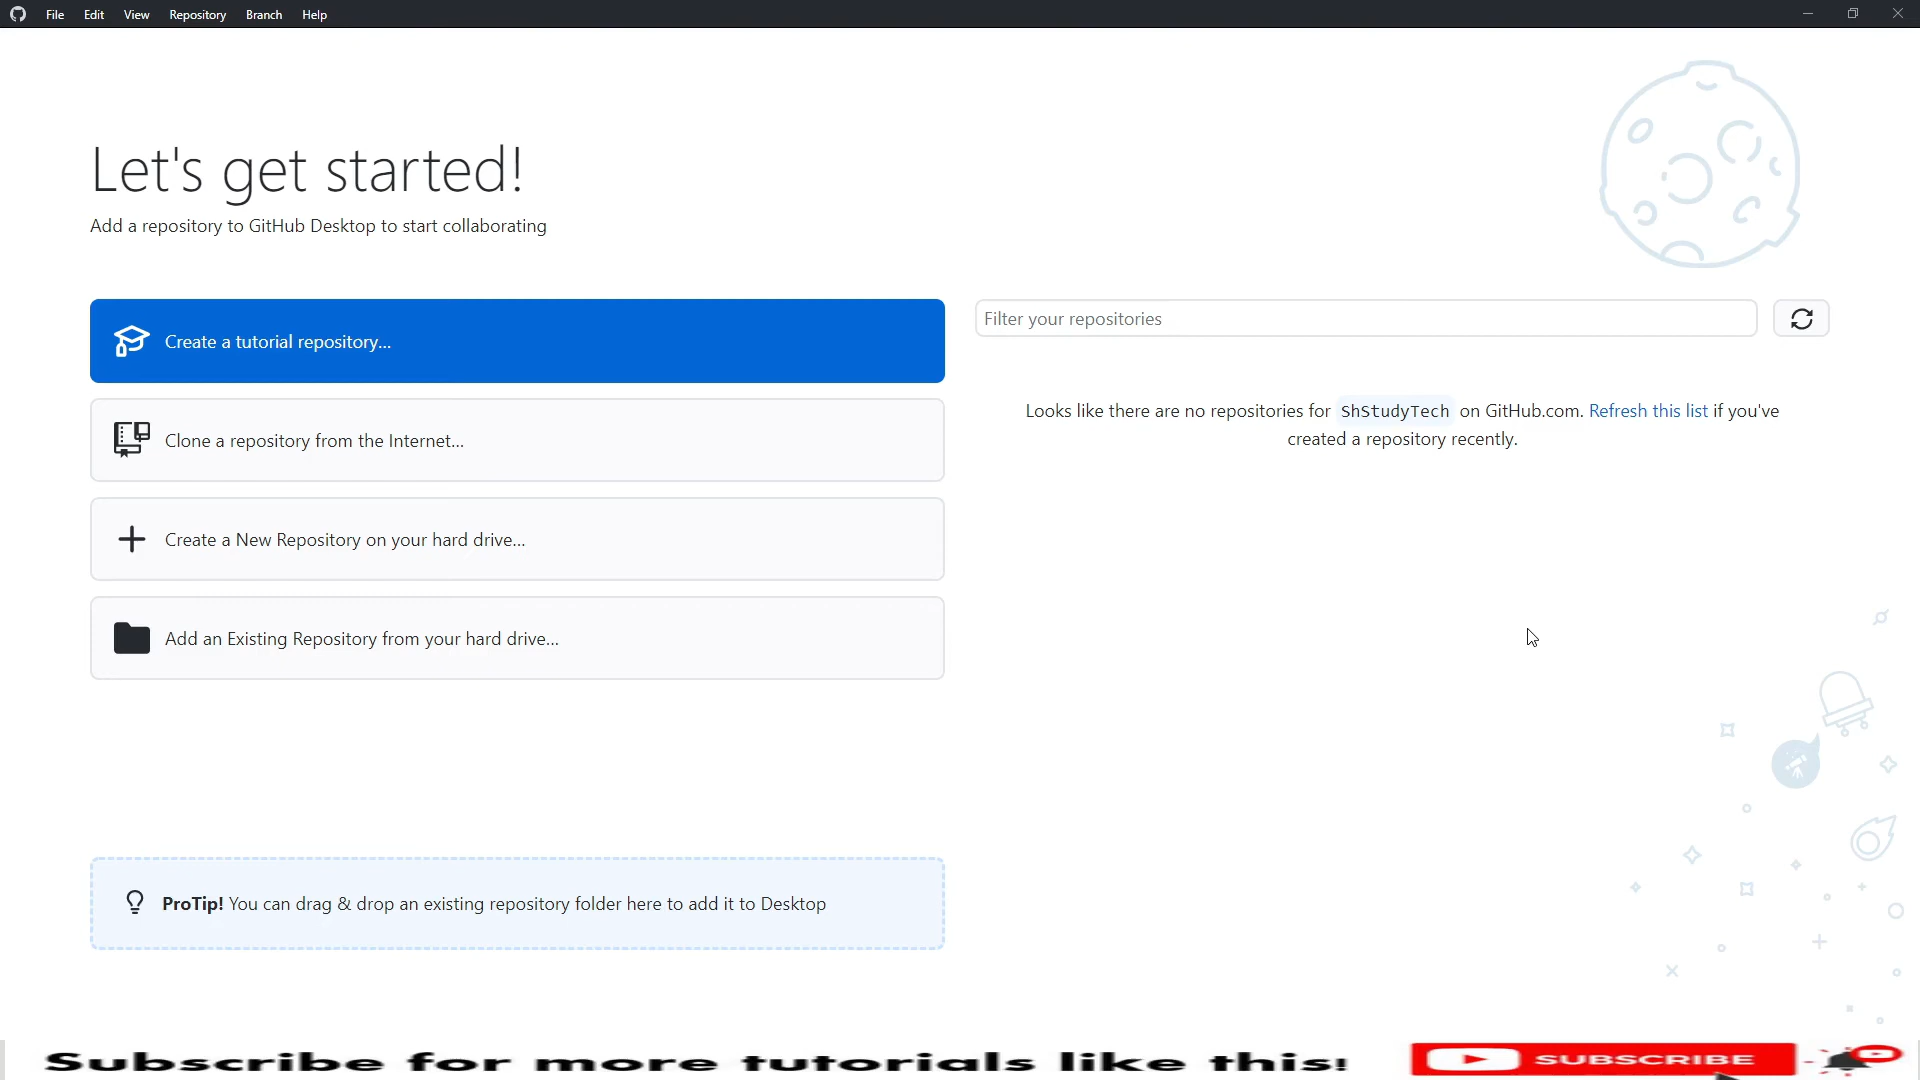 File Edit View Repository Branch Help
Let's get started!
Add a repository to GitHub Desktop to start collaborating
Create a tutorial repository...
Clone a repository from the Internet...
Create a New Repository on your hard drive...
Add an Existing Repository from your hard drive...
Filter your repositories
Looks like there are no repositories for ShStudyTech on GitHub.com. Refresh this list if you've
created a repository recently.
ProTip! You can drag & drop an existing repository folder here to add it to Desktop
Subscribe for more tutorials like this!
SUBSCRIBE